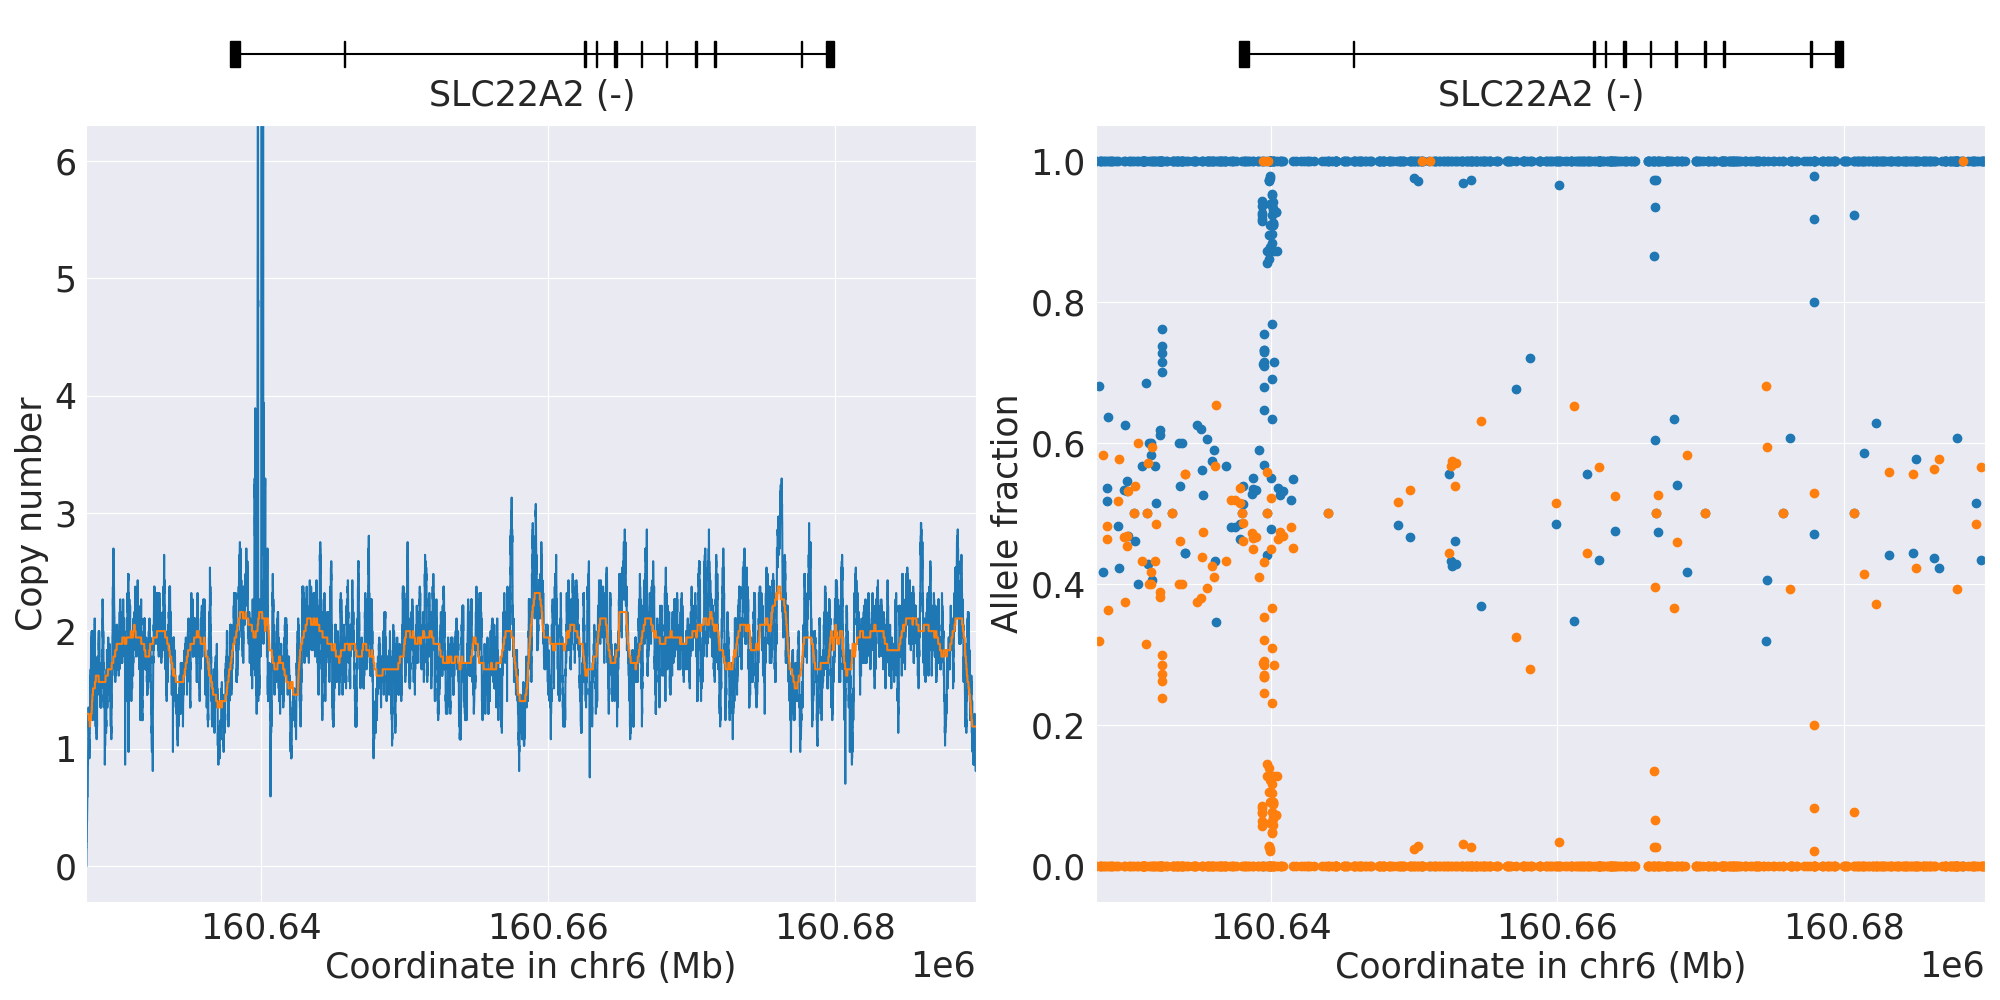 SLC22A2 (-)
6
5
4
3
2
1
0
Copy number
160.64 160.66 160.68
Coordinate in chr6 (Mb)
1e6
SLC22A2 (-)
1.0
0.8
0.6
0.4
0.2
0.0
Allele fraction
160.64 160.66 160.68
Coordinate in chr6 (Mb)
1e6